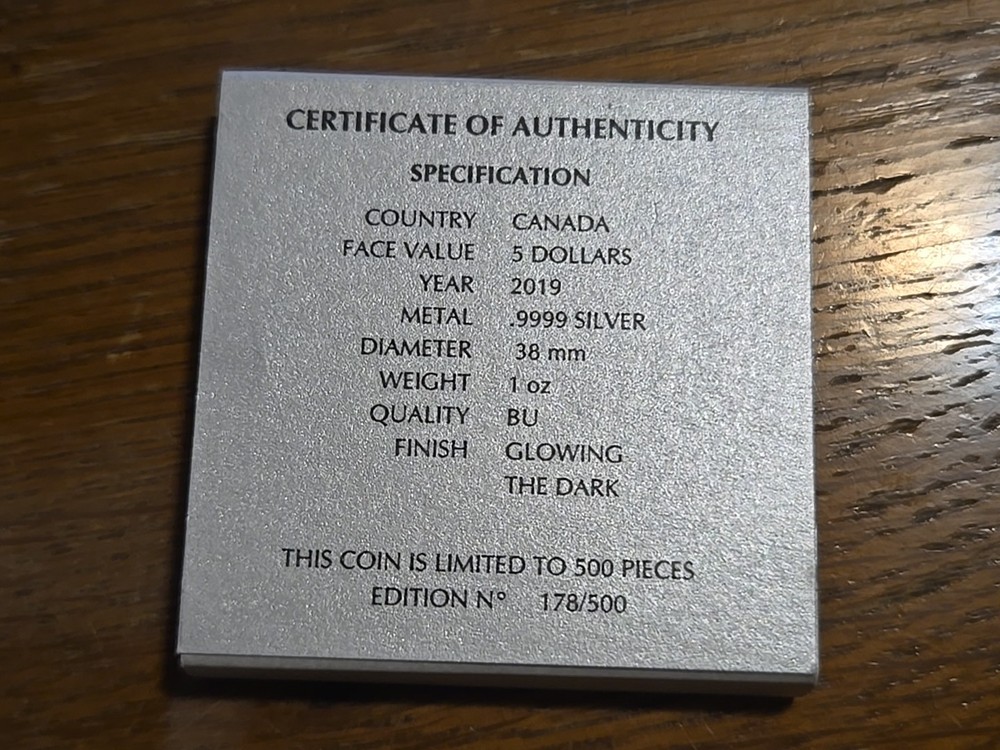 CERTIFICATE OF AUTHENTICITY
SPECIFICATION
COUNTRY CANADA
FACE VALUE 5 DOLLARS
YEAR 2019
METAL .9999 SILVER
DIAMETER 38 mm
WEIGHT 1 oz
QUALITY BU
FINISH GLOWING
THE DARK
THIS COIN IS LIMITED TO 500 PIECES
EDITION N° 178/500